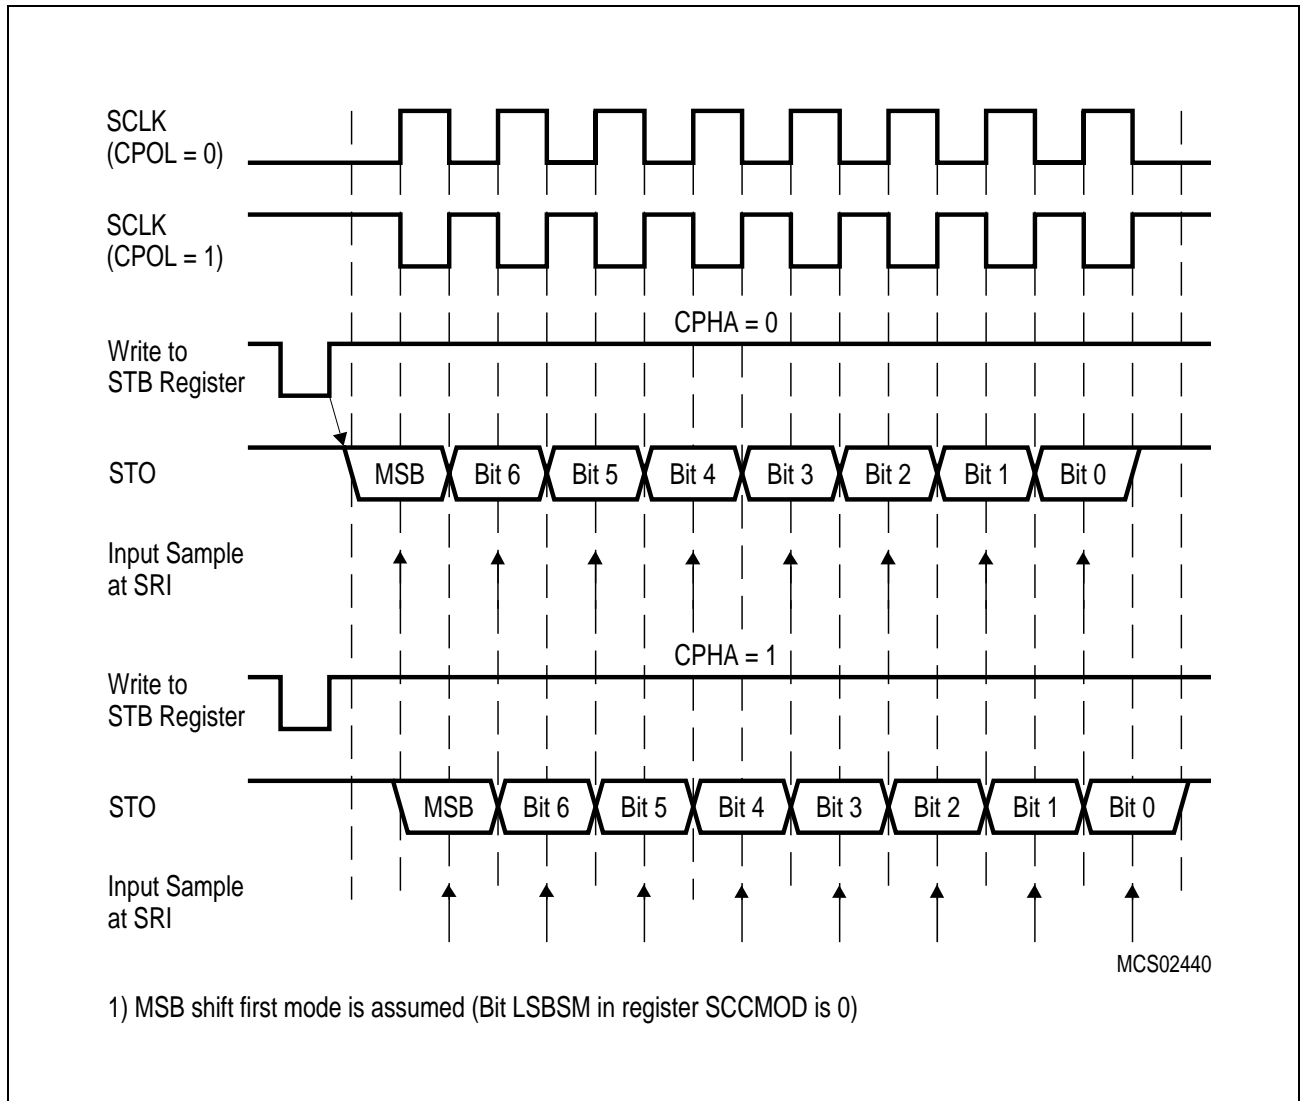 SCLK
(CPOL = 0)
SCLK
(CPOL = 1)
CPHA = 0
Write to
STB Register
STO
MSB Bit 6 Bit 5 Bit 4 Bit 3 Bit 2 Bit 1 Bit 0
Input Sample
at SRI
CPHA = 1
Write to
STB Register
STO
MSB Bit 6 Bit 5 Bit 4 Bit 3 Bit 2 Bit 1 Bit 0
Input Sample
at SRI
MCS02440
1) MSB shift first mode is assumed (Bit LSBSM in register SCCMOD is 0)